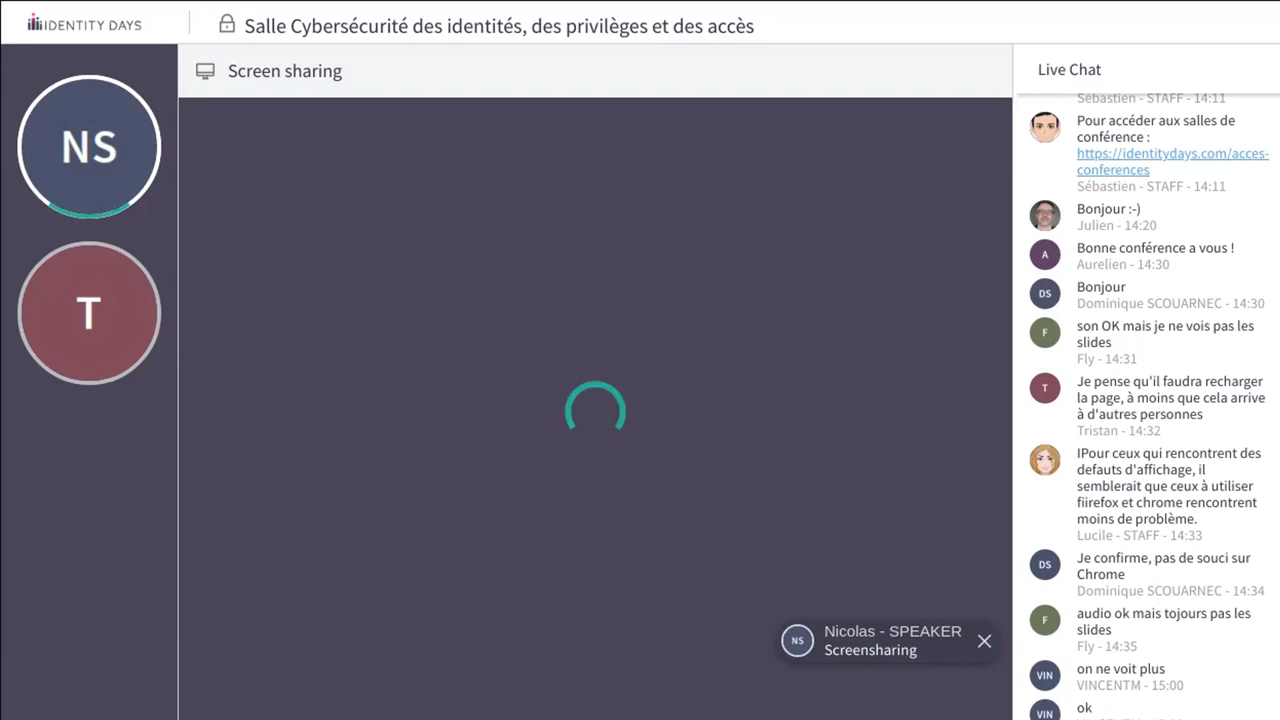 IDENTITY DAYS
Salle Cybersécurité des identités, des privilèges et des accès
NS
T
Screen sharing
NS
Nicolas - SPEAKER
Screensharing
Live Chat
Sébastien - STAFF - 14:11
Pour accéder aux salles de
conférence :
https://identitydays.com/acces-
conferences
Sébastien - STAFF - 14:11
Bonjour :-)
Julien - 14:20
A
Bonne conférence a vous !
Aurelien - 14:30
DS
Bonjour
Dominique SCOUARNEC - 14:30
F
son OK mais je ne vois pas les
slides
Fly - 14:31
T
Je pense qu'il faudra recharger
la page, à moins que cela arrive
à d'autres personnes
Tristan - 14:32
IPour ceux qui rencontrent des
defauts d'affichage, il
semblerait que ceux à utiliser
fiirefox et chrome rencontrent
moins de problème.
Lucile - STAFF - 14:33
DS
Je confirme, pas de souci sur
Chrome
Dominique SCOUARNEC - 14:34
F
audio ok mais tojours pas les
slides
Fly - 14:35
VIN
on ne voit plus
VINCENTM - 15:00
VIN
ok